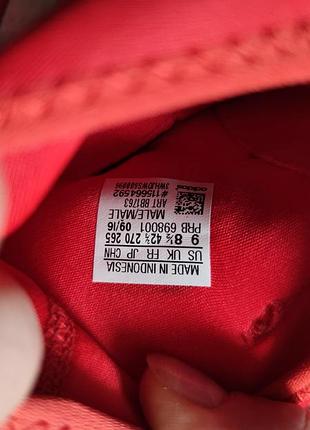 MADE IN INDONESIA
US UK FR JP CHN
9 8½ 42⅔ 270 265
PRB 698001 09/16
MALE/MALE
ART BB1763
#115664592
adidas